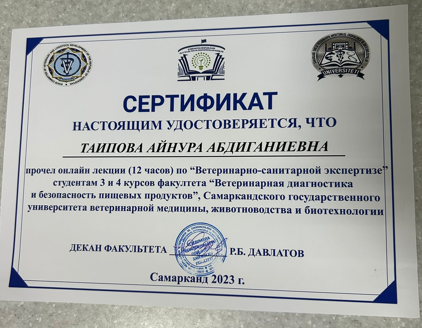 UNIVERSITETI
СЕРТИФИКАТ
НАСТОЯЩИМ УДОСТОВЕРЯЕТСЯ, ЧТО
ТАИПОВА АЙНУРА АБДИГАНИЕВНА
прочел онлайн лекции (12 часов) по “Ветеринарно-санитарной экспертизе”
студентам 3 и 4 курсов факультета “Ветеринарная диагностика
и безопасность пищевых продуктов”, Самаркандского государственного
университета ветеринарной медицины, животноводства и биотехнологии
ДЕКАН ФАКУЛЬТЕТА Р.Б. ДАВЛАТОВ
Самарканд 2023 г.